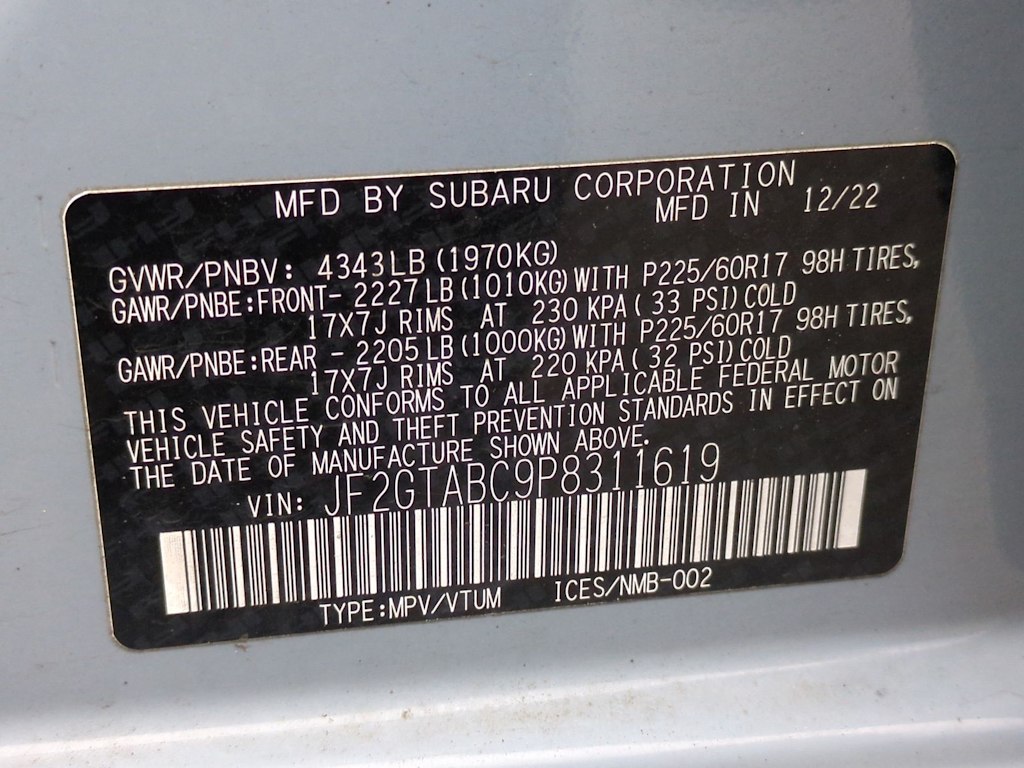 MFD BY SUBARU CORPORATION
MFD IN 12/22
GVWR/PNBV: 4343LB (1970KG)
GAWR/PNBE:FRONT- 2227LB(1010KG)WITH P225/60R17 98H TIRES,
17X7J RIMS AT 230 KPA( 33 PSI)COLD
GAWR/PNBE:REAR - 2205LB(1000KG)WITH P225/60R17 98H TIRES,
17X7J RIMS AT 220 KPA( 32 PSI)COLD
THIS VEHICLE CONFORMS TO ALL APPLICABLE FEDERAL MOTOR
VEHICLE SAFETY AND THEFT PREVENTION STANDARDS IN EFFECT ON
THE DATE OF MANUFACTURE SHOWN ABOVE.
VIN: JF2GTABC9P8311619
TYPE:MPV/VTUM ICES/NMB-002